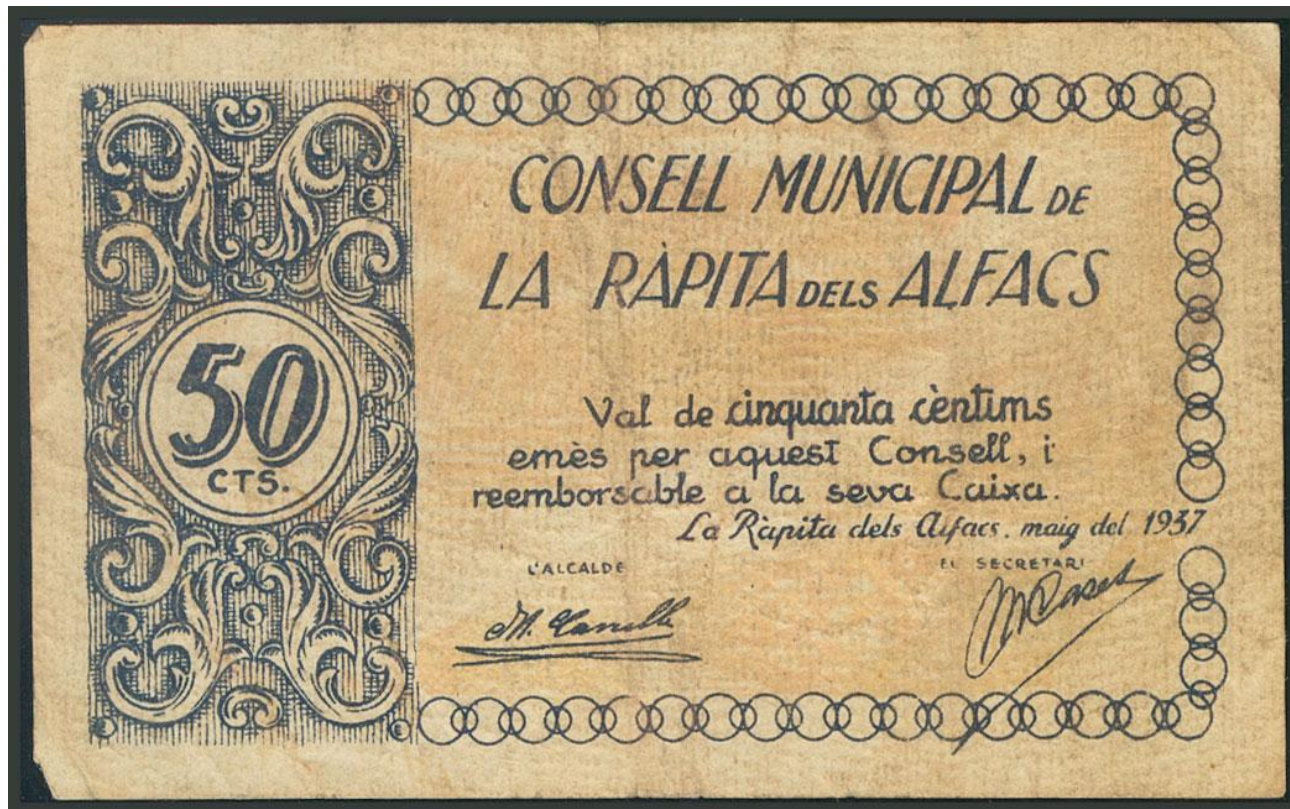 CONSELL MUNICIPAL DE
LA RÀPITA DELS ALFACS
50
CTS.
Val de cinquanta cèntims
emès per aquest Consell, i
reemborsable a la seva Caixa.
La Ràpita dels Alfacs, maig del 1937
L'ALCALDE
EL SECRETARI